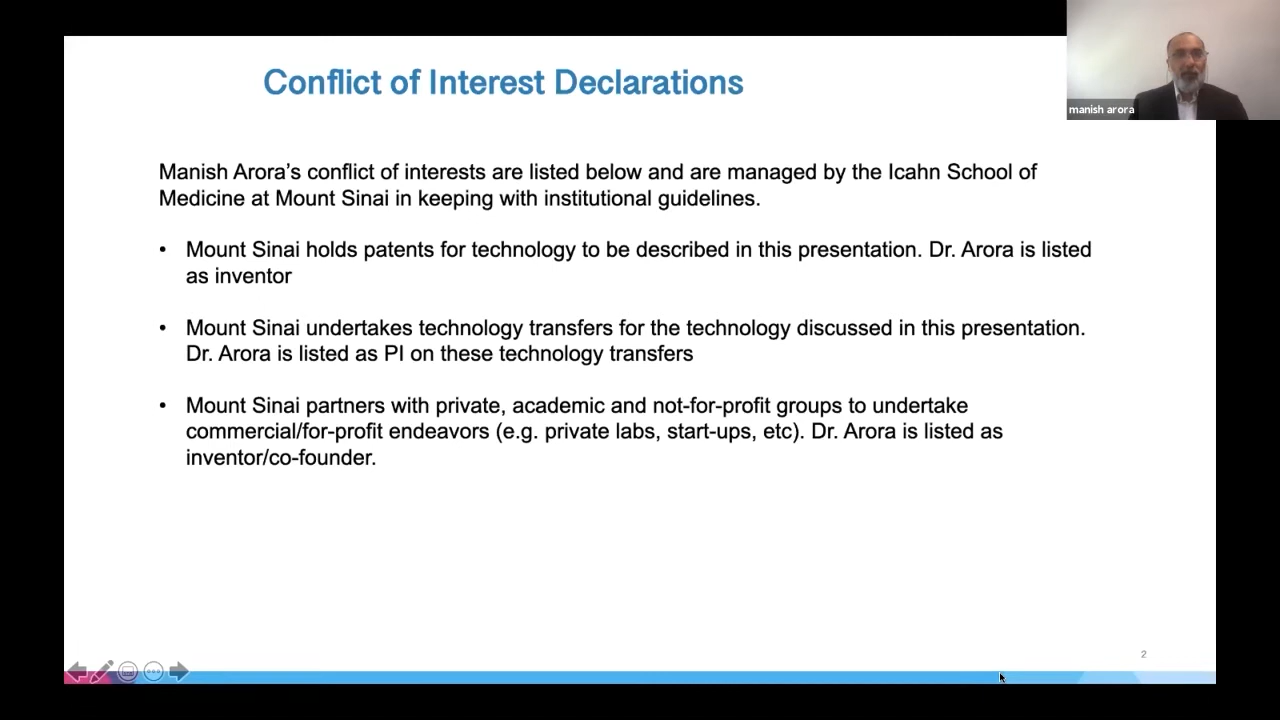 Conflict of Interest Declarations
manish arora
Manish Arora’s conflict of interests are listed below and are managed by the Icahn School of
Medicine at Mount Sinai in keeping with institutional guidelines.
• Mount Sinai holds patents for technology to be described in this presentation. Dr. Arora is listed
as inventor
• Mount Sinai undertakes technology transfers for the technology discussed in this presentation.
Dr. Arora is listed as PI on these technology transfers
• Mount Sinai partners with private, academic and not-for-profit groups to undertake
commercial/for-profit endeavors (e.g. private labs, start-ups, etc). Dr. Arora is listed as
inventor/co-founder.
2